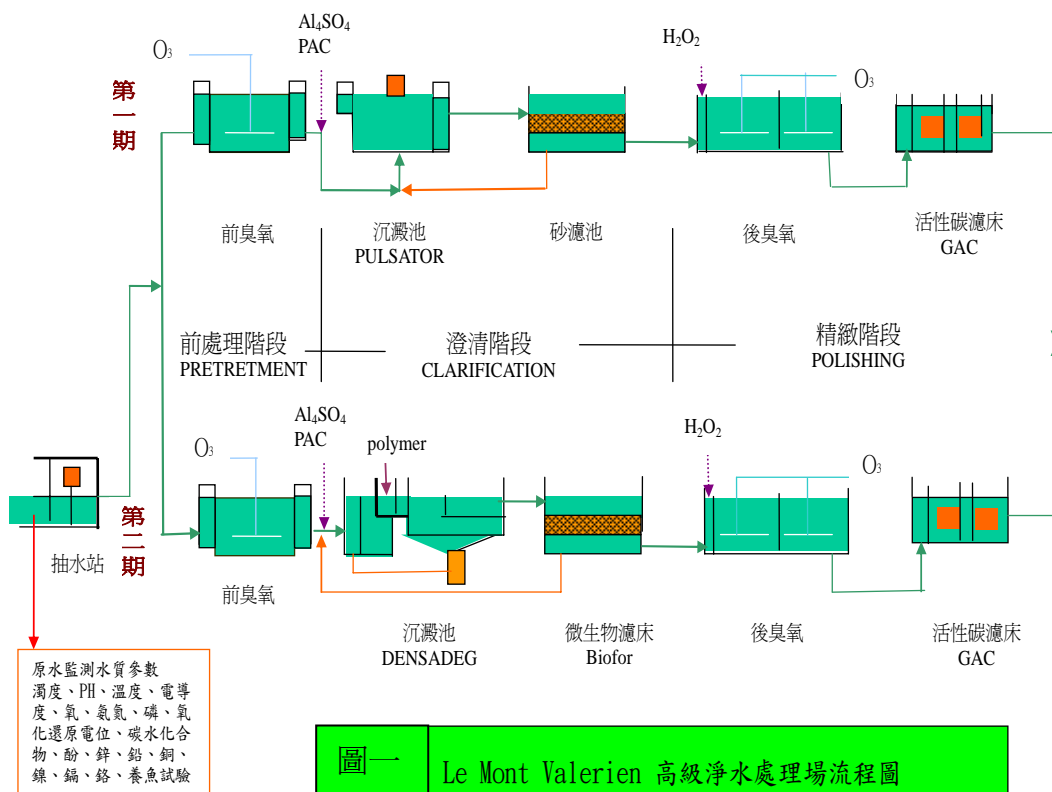 Al₄SO₄
PAC
O₃
H₂O₂
O₃
第一期
前臭氧
沉澱池
PULSATOR
砂濾池
後臭氧
活性碳濾床
GAC
前處理階段
PRETRETMENT
澄清階段
CLARIFICATION
精緻階段
POLISHING
Al₄SO₄
PAC
polymer
O₃
H₂O₂
O₃
第二期
抽水站
前臭氧
沉澱池
DENSADEG
微生物濾床
Biofor
後臭氧
活性碳濾床
GAC
原水監測水質參數
濁度、PH、溫度、電導
度、氧、氨氮、磷、氧
化還原電位、碳水化合
物、酚、鋅、鉛、銅、
鎳、鎘、鉻、養魚試驗
圖一
Le Mont Valerien 高級淨水處理場流程圖